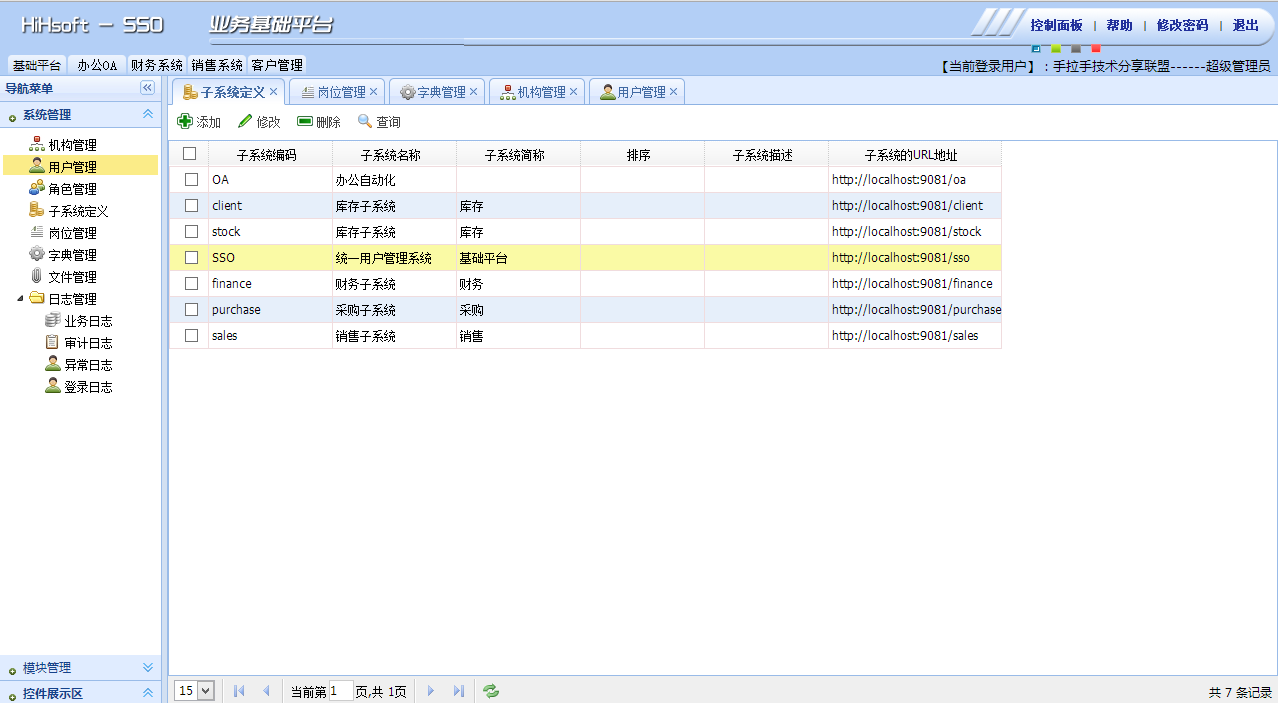 HiHsoft - SSO 业务基础平台
控制面板 | 帮助 | 修改密码 | 退出
基础平台 办公OA 财务系统 销售系统 客户管理
【当前登录用户】：手拉手技术分享联盟------超级管理员
导航菜单
系统管理
机构管理
用户管理
角色管理
子系统定义
岗位管理
字典管理
文件管理
日志管理
业务日志
审计日志
异常日志
登录日志
模块管理
控件展示区
子系统定义 岗位管理 字典管理 机构管理 用户管理
添加 修改 删除 查询
子系统编码 子系统名称 子系统简称 排序 子系统描述 子系统的URL地址
OA 办公自动化 http://localhost:9081/oa
client 库存子系统 库存 http://localhost:9081/client
stock 库存子系统 库存 http://localhost:9081/stock
SSO 统一用户管理系统 基础平台 http://localhost:9081/sso
finance 财务子系统 财务 http://localhost:9081/finance
purchase 采购子系统 采购 http://localhost:9081/purchase
sales 销售子系统 销售 http://localhost:9081/sales
15 当前第 1 页,共 1页 共 7 条记录